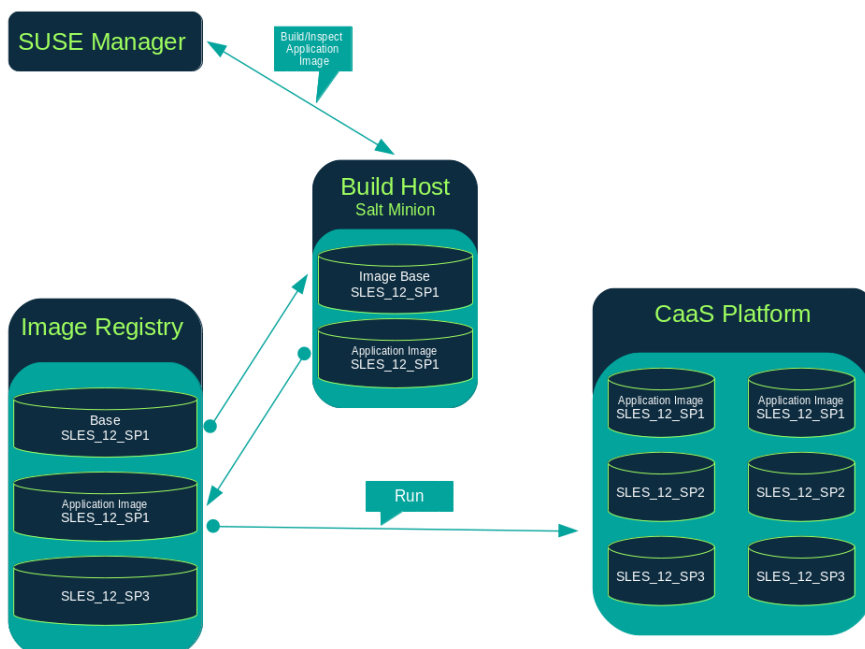 SUSE Manager
Build/Inspect
Application
Image
Build Host
Salt Minion
Image Base
SLES_12_SP1
Application Image
SLES_12_SP1
Image Registry
Base
SLES_12_SP1
Application Image
SLES_12_SP1
SLES_12_SP3
Run
CaaS Platform
Application Image
SLES_12_SP1
Application Image
SLES_12_SP1
SLES_12_SP2
SLES_12_SP2
SLES_12_SP3
SLES_12_SP3